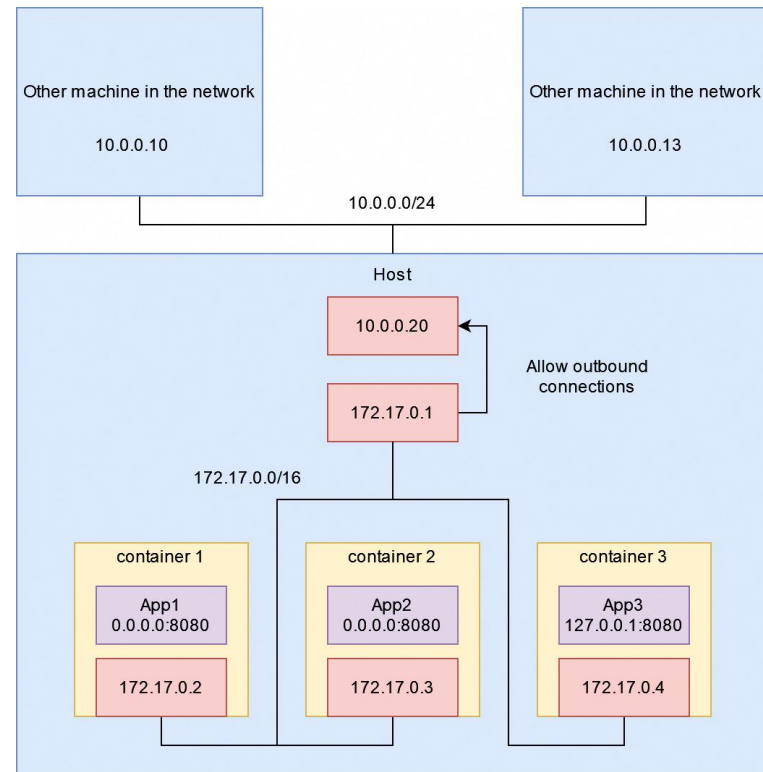 Other machine in the network
10.0.0.10
Other machine in the network
10.0.0.13
10.0.0.0/24
Host
10.0.0.20
Allow outbound
connections
172.17.0.1
172.17.0.0/16
container 1
App1
0.0.0.0:8080
172.17.0.2
container 2
App2
0.0.0.0:8080
172.17.0.3
container 3
App3
127.0.0.1:8080
172.17.0.4